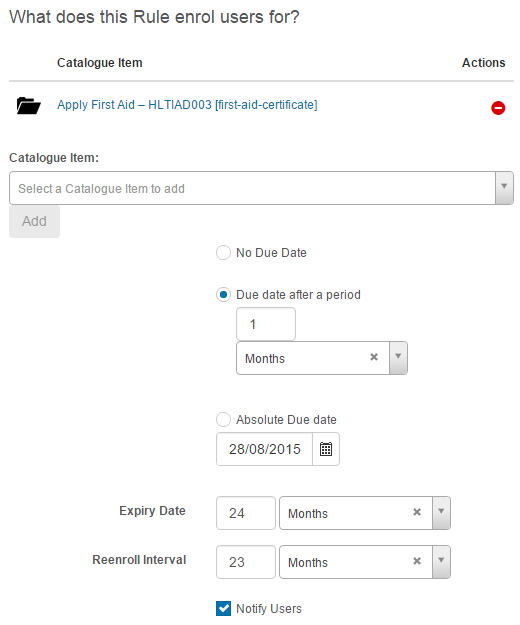 What does this Rule enrol users for?
Catalogue Item Actions
Apply First Aid – HLTIAD003 [first-aid-certificate]
Catalogue Item:
Select a Catalogue Item to add
Add
No Due Date
Due date after a period
1
Months
Absolute Due date
28/08/2015
Expiry Date 24 Months
Reenroll Interval 23 Months
Notify Users